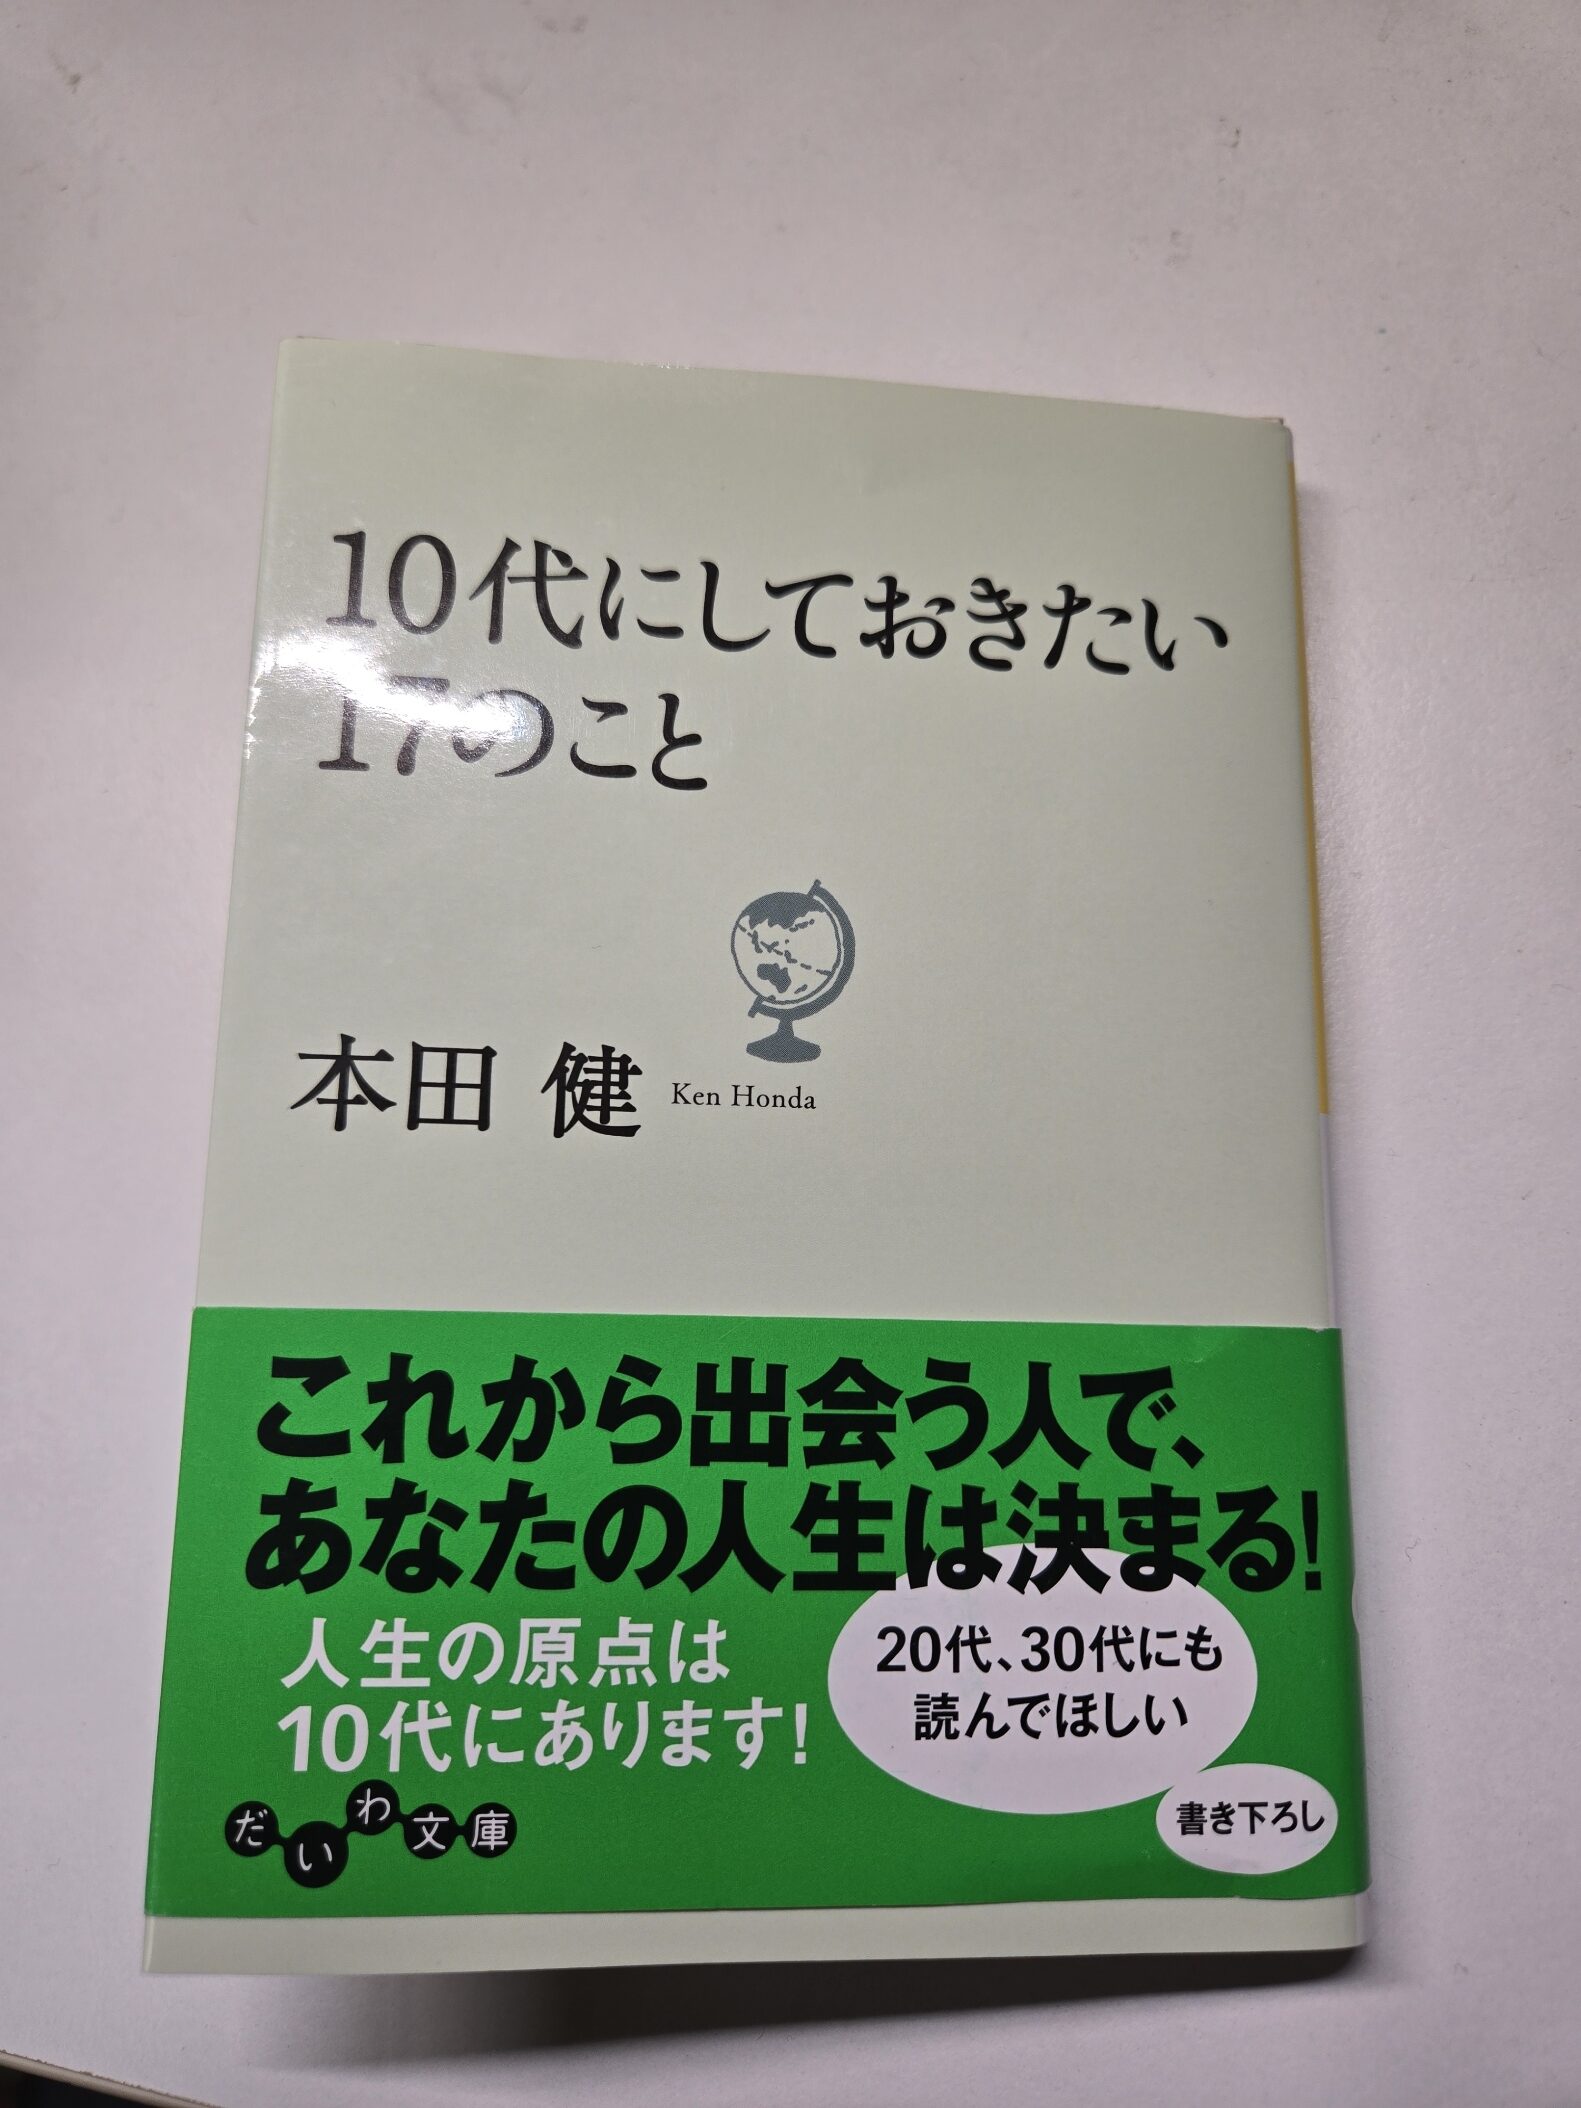 10代にしておきたい
17のこと
本田 健 Ken Honda
これから出会う人で、
あなたの人生は決まる!
人生の原点は
10代にあります!
20代、30代にも
読んでほしい
書き下ろし
だいわ文庫